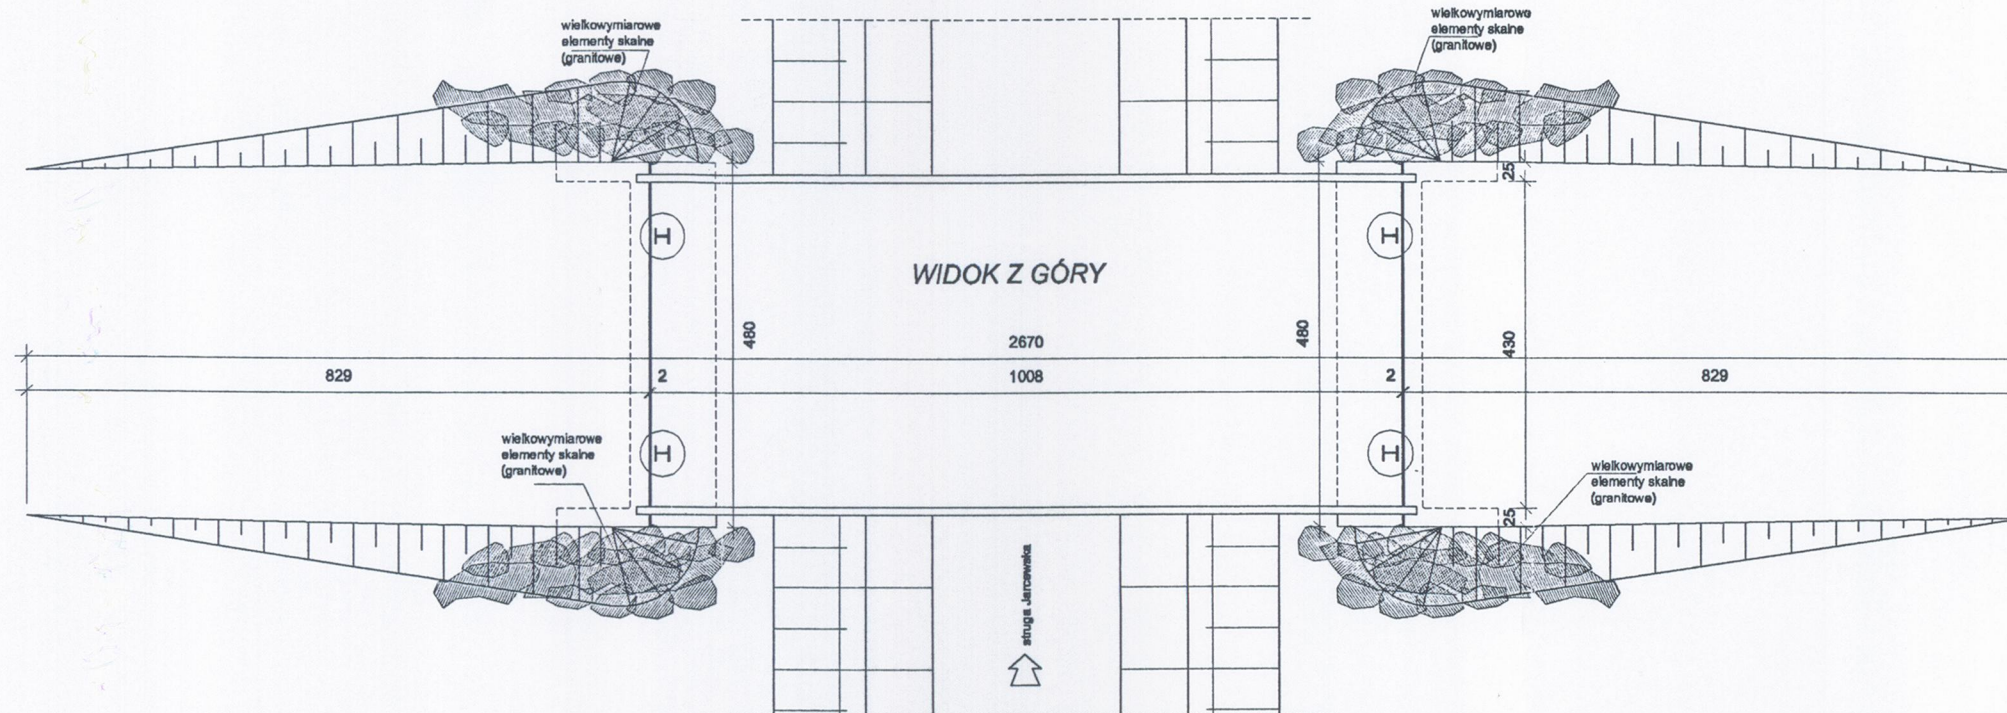 wielkowymiarowe
elementy skalne
(granitowe)
wielkowymiarowe
elementy skalne
(granitowe)
25
H
H
WIDOK Z GÓRY
480
480
430
2670
829
2
1008
2
829
wielkowymiarowe
elementy skalne
(granitowe)
H
H
wielkowymiarowe
elementy skalne
(granitowe)
25
struga Jarcewska